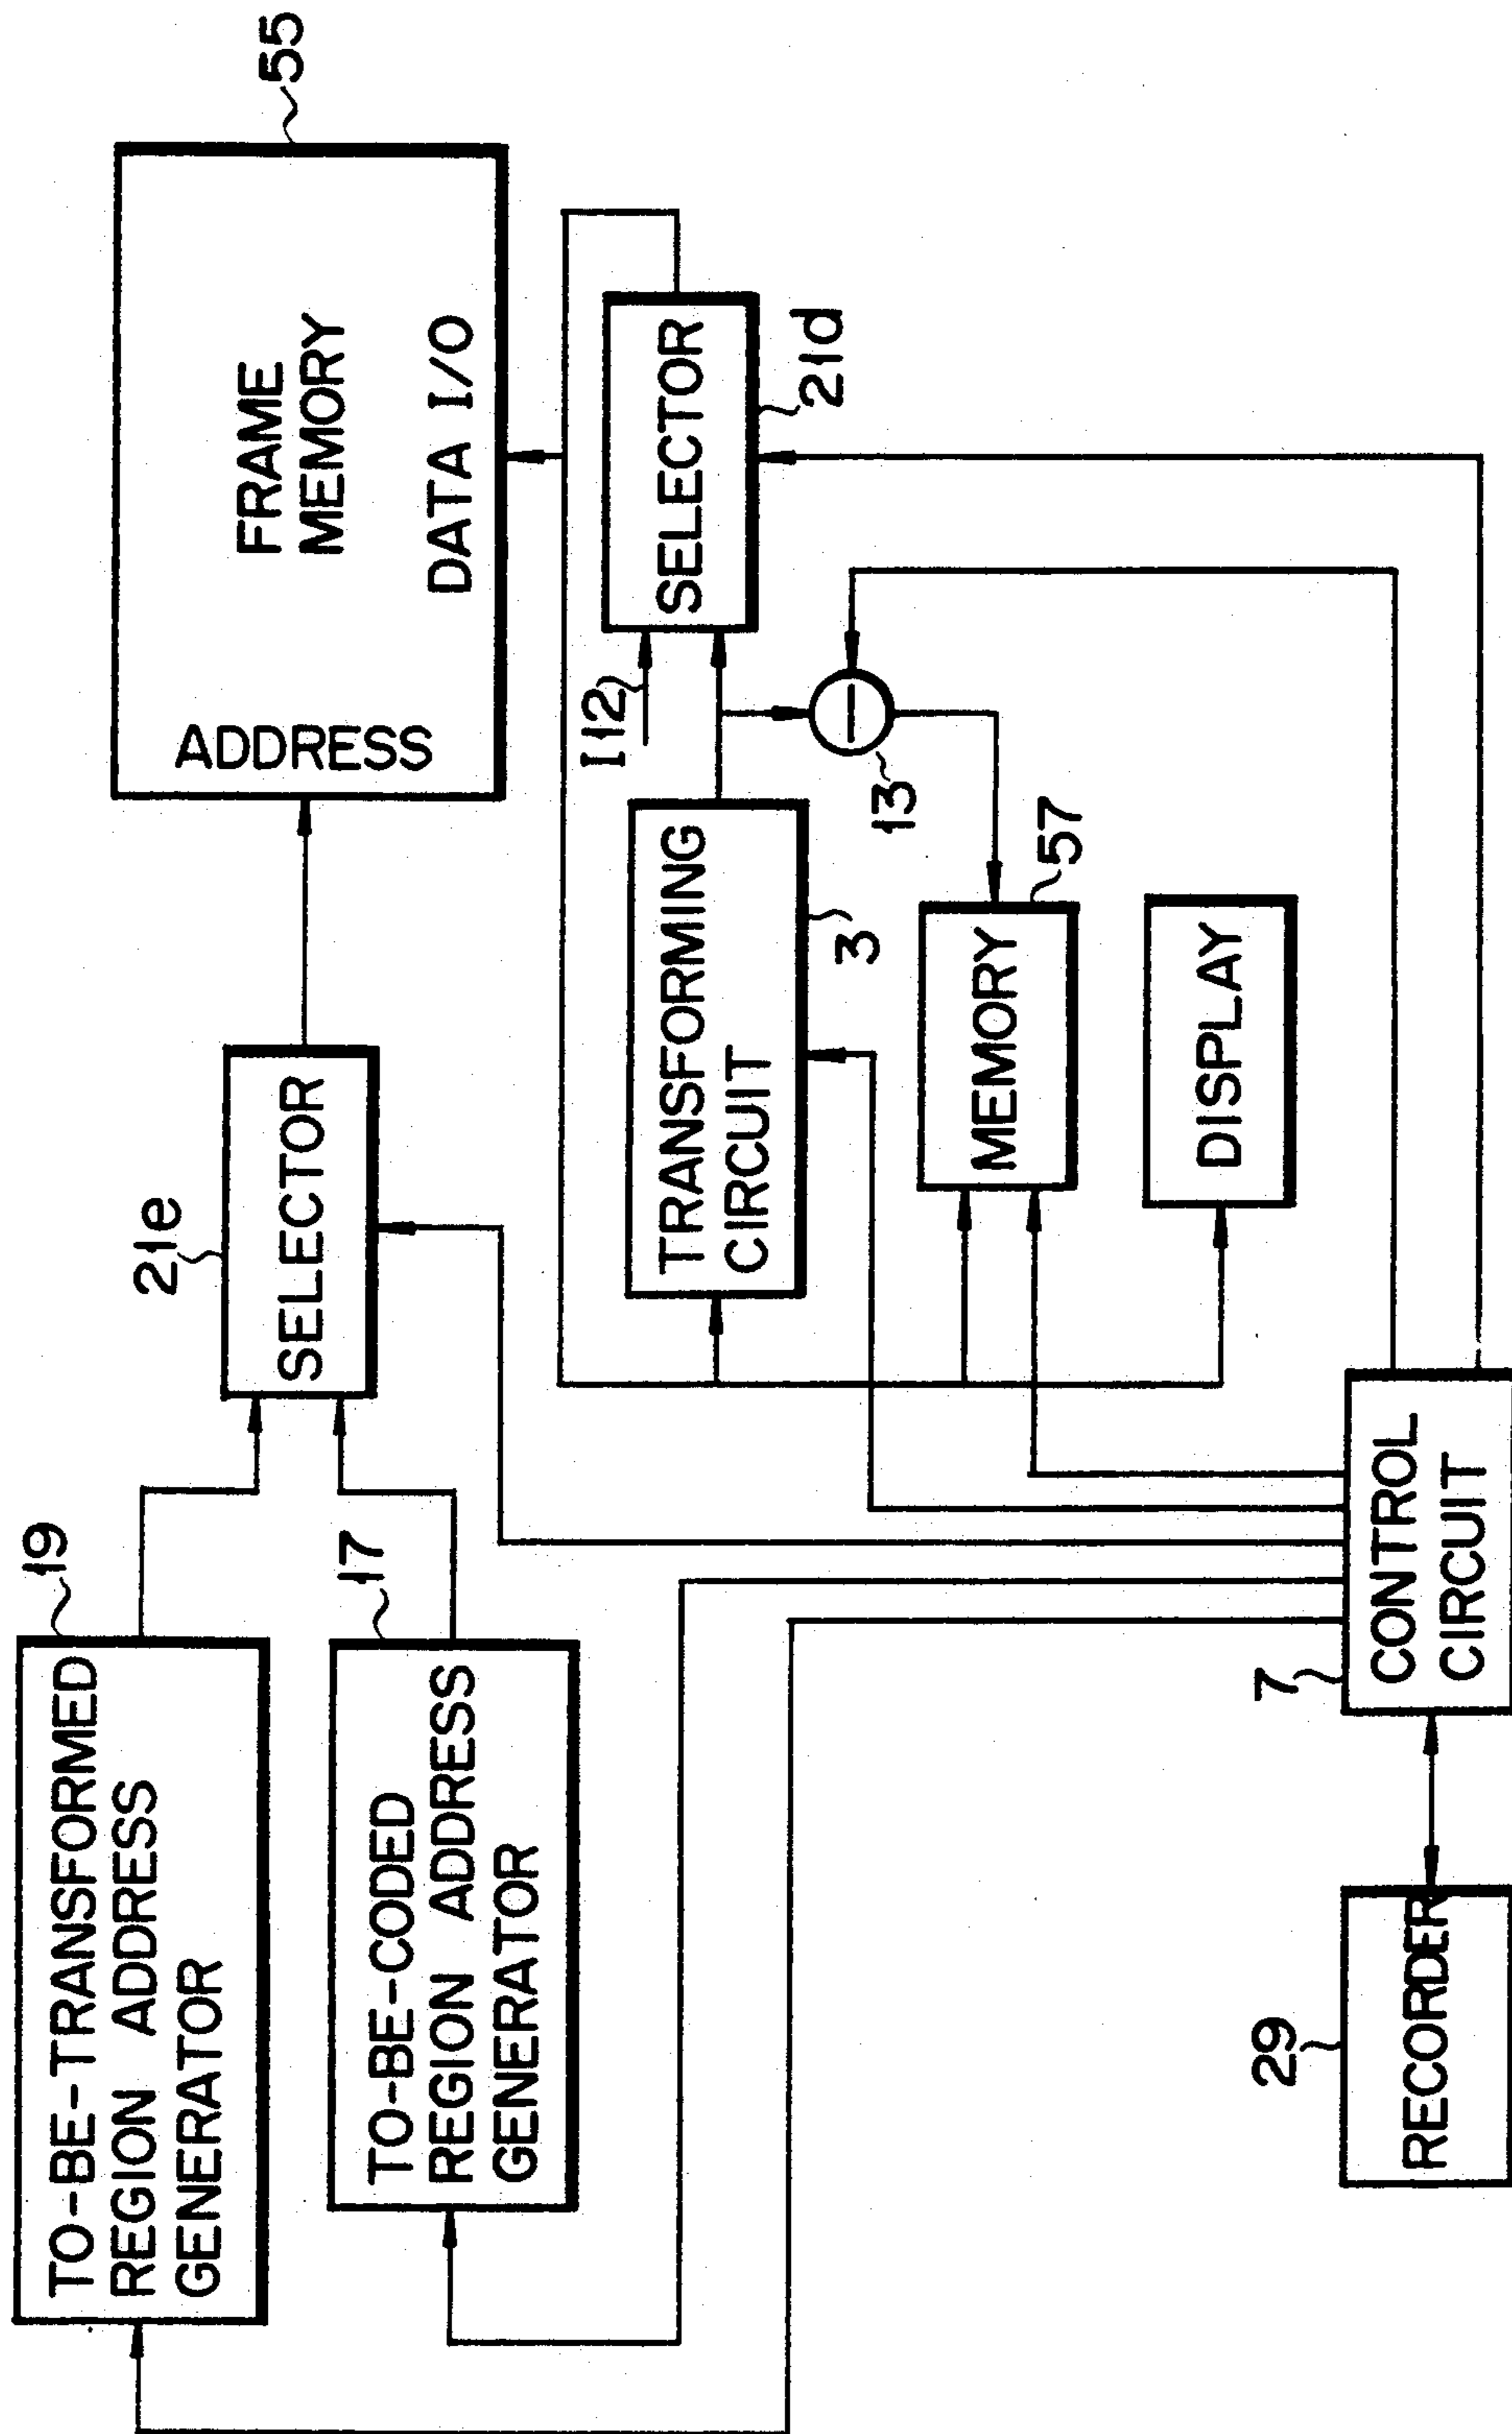 19
TO-BE-TRANSFORMED
REGION ADDRESS
GENERATOR
17
TO-BE-CODED
REGION ADDRESS
GENERATOR
21e
SELECTOR
55
FRAME
MEMORY
ADDRESS
DATA I/O
I12
SELECTOR
21d
TRANSFORMING
CIRCUIT
3
13
MEMORY
57
DISPLAY
7
CONTROL
CIRCUIT
29
RECORDER